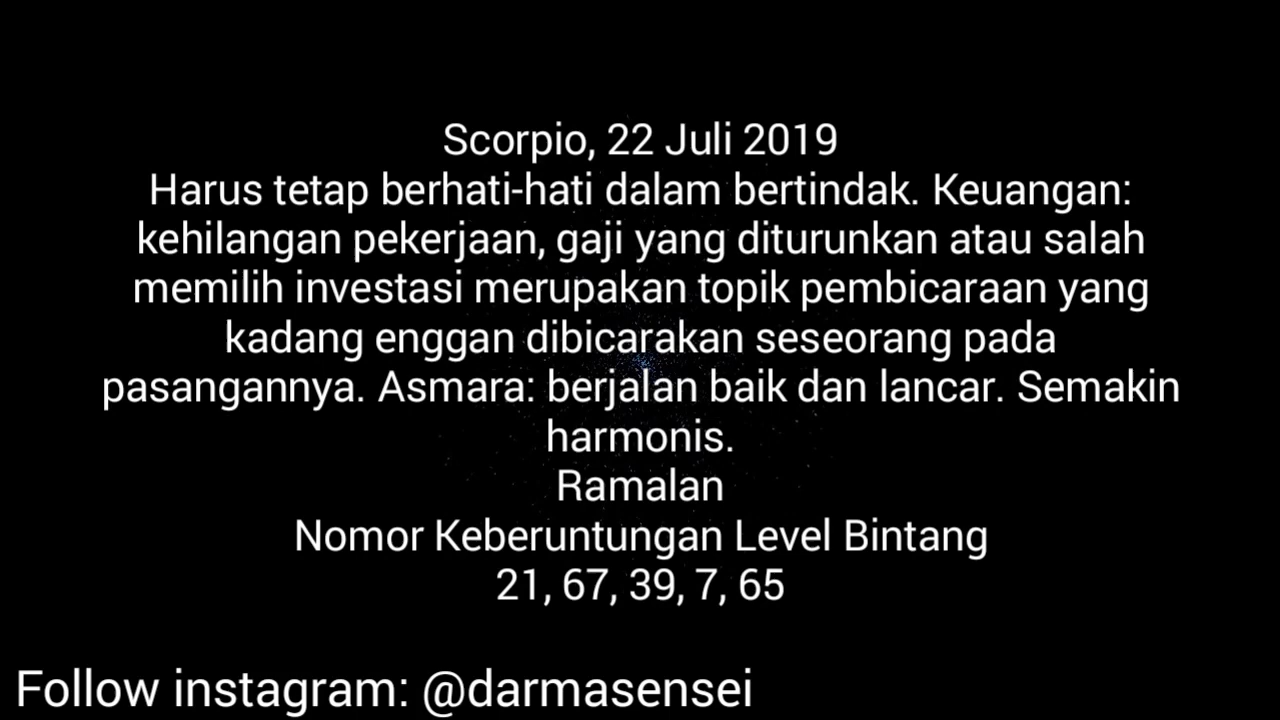 Scorpio, 22 Juli 2019
Harus tetap berhati-hati dalam bertindak. Keuangan:
kehilangan pekerjaan, gaji yang diturunkan atau salah
memilih investasi merupakan topik pembicaraan yang
kadang enggan dibicarakan seseorang pada
pasangannya. Asmara: berjalan baik dan lancar. Semakin
harmonis.
Ramalan
Nomor Keberuntungan Level Bintang
21, 67, 39, 7, 65
Follow instagram: @darmasensei